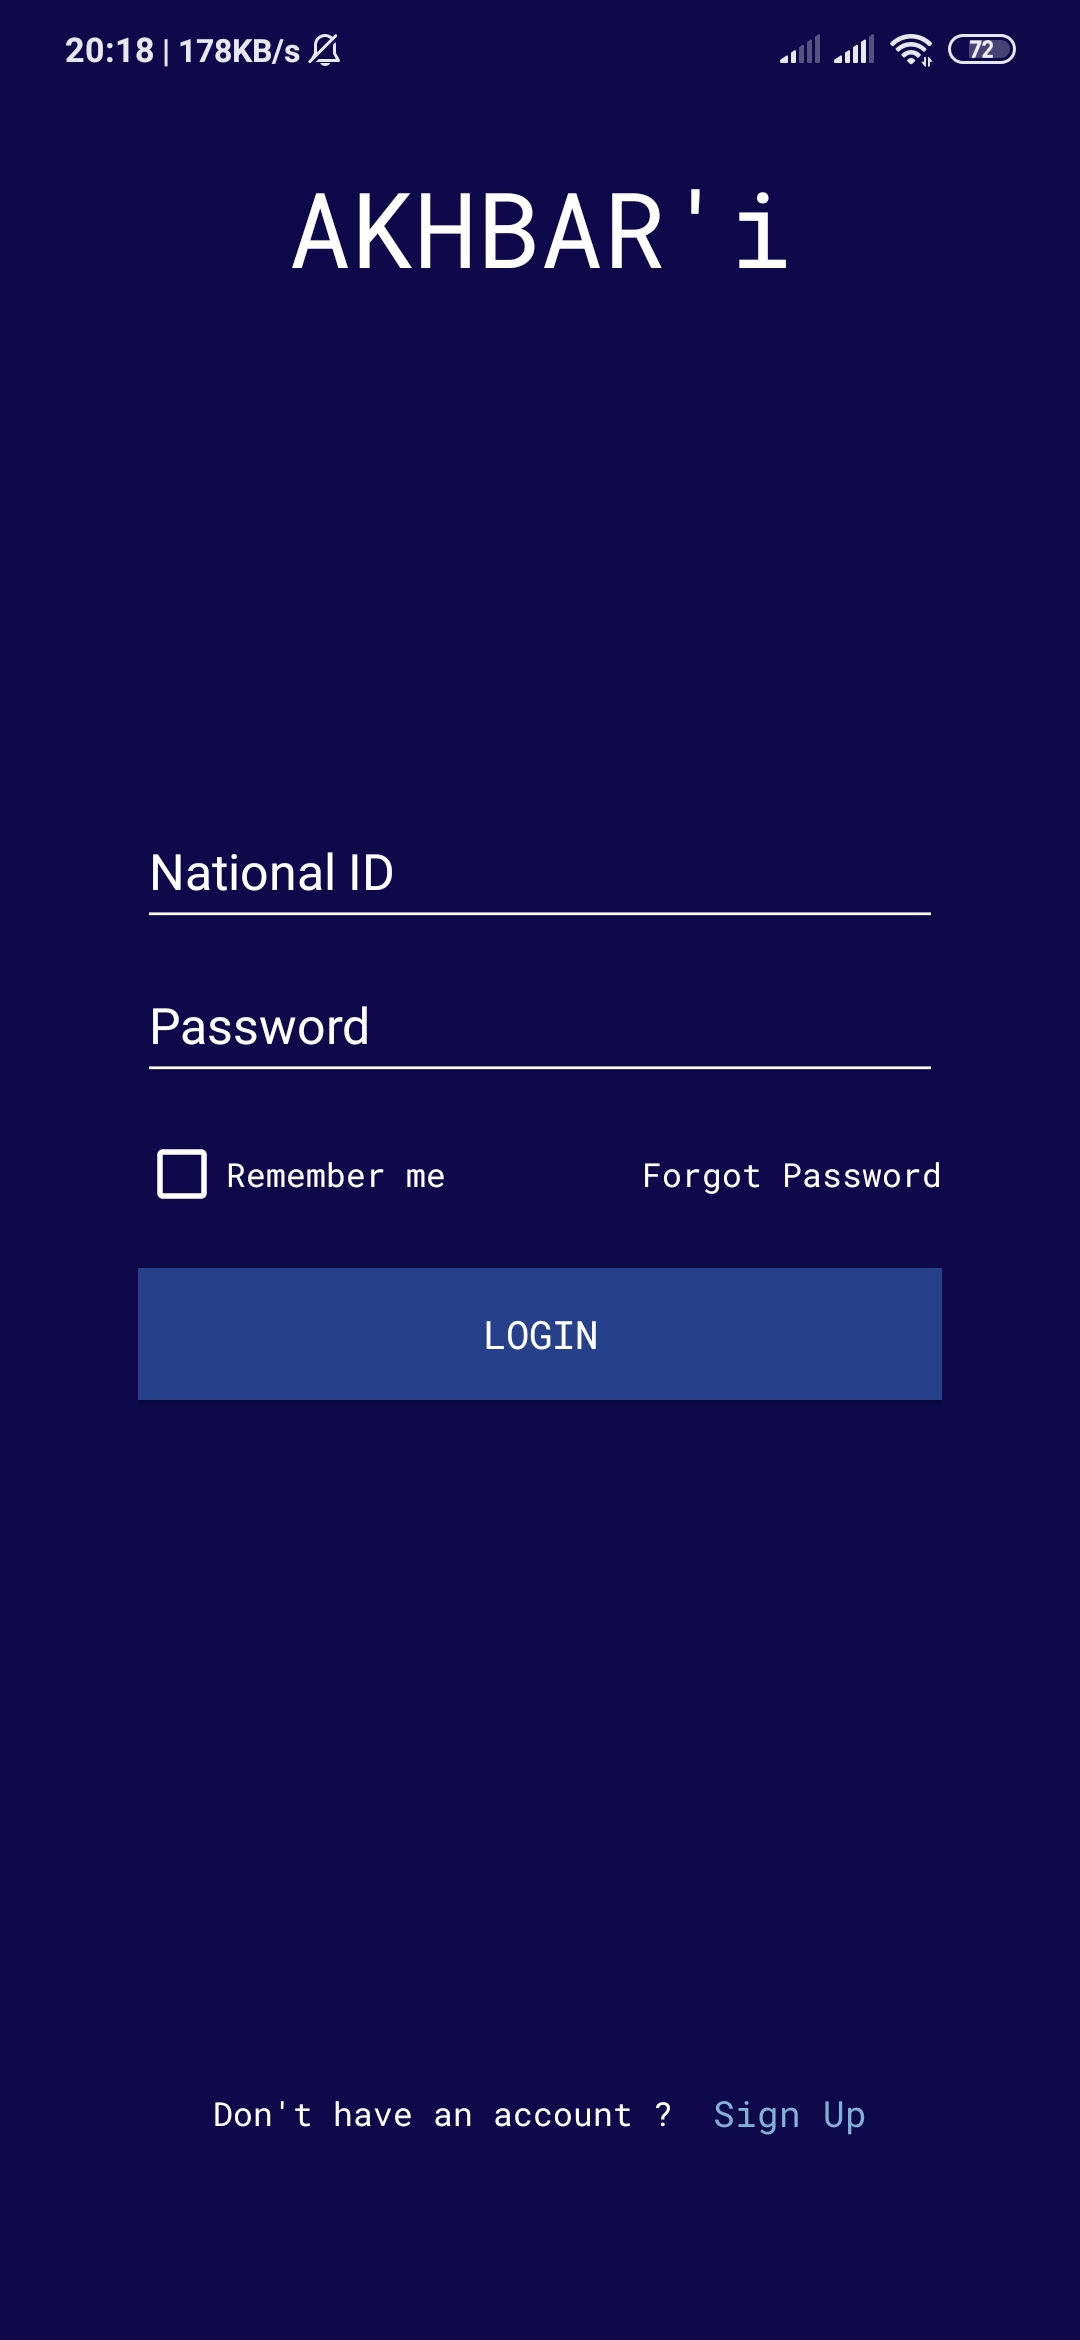 20:18 | 178KB/s 72
AKHBAR'i
National ID
Password
Remember me Forgot Password
LOGIN
Don't have an account ? Sign Up